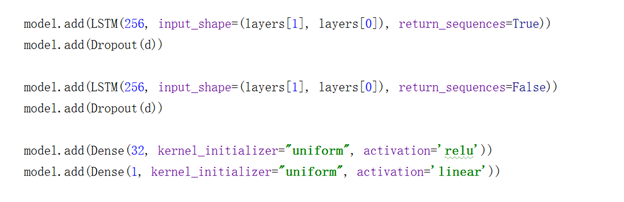 model.add(LSTM(256, input_shape=(layers[1], layers[0]), return_sequences=True))
model.add(Dropout(d))
model.add(LSTM(256, input_shape=(layers[1], layers[0]), return_sequences=False))
model.add(Dropout(d))
model.add(Dense(32, kernel_initializer="uniform", activation='relu'))
model.add(Dense(1, kernel_initializer="uniform", activation='linear'))